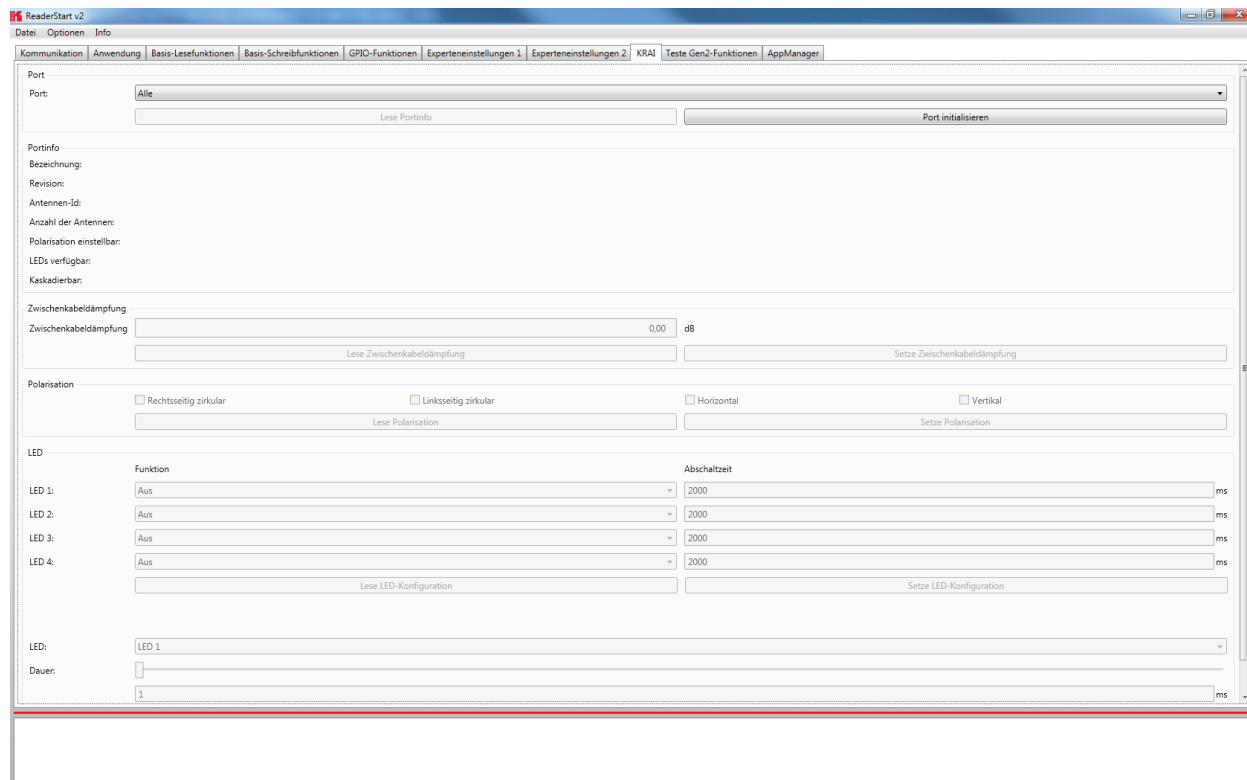 ReaderStart v2
Datei Optionen Info
Kommunikation Anwendung Basis-Lesefunktionen Basis-Schreibfunktionen GPIO-Funktionen Experteneinstellungen 1 Experteneinstellungen 2 KRAI Teste Gen2-Funktionen AppManager
Port
Port: Alle
Lese Portinfo Port initialisieren
Portinfo
Bezeichnung:
Revision:
Antennen-Id:
Anzahl der Antennen:
Polarisation einstellbar:
LEDs verfügbar:
Kaskadierbar:
Zwischenkabeldämpfung
Zwischenkabeldämpfung 0,00 dB
Lese Zwischenkabeldämpfung Setze Zwischenkabeldämpfung
Polarisation
Rechtsseitig zirkular Linksseitig zirkular Horizontal Vertikal
Lese Polarisation Setze Polarisation
LED
Funktion Abschaltzeit
LED 1: Aus 2000 ms
LED 2: Aus 2000 ms
LED 3: Aus 2000 ms
LED 4: Aus 2000 ms
Lese LED-Konfiguration Setze LED-Konfiguration
LED: LED 1
Dauer:
1 ms